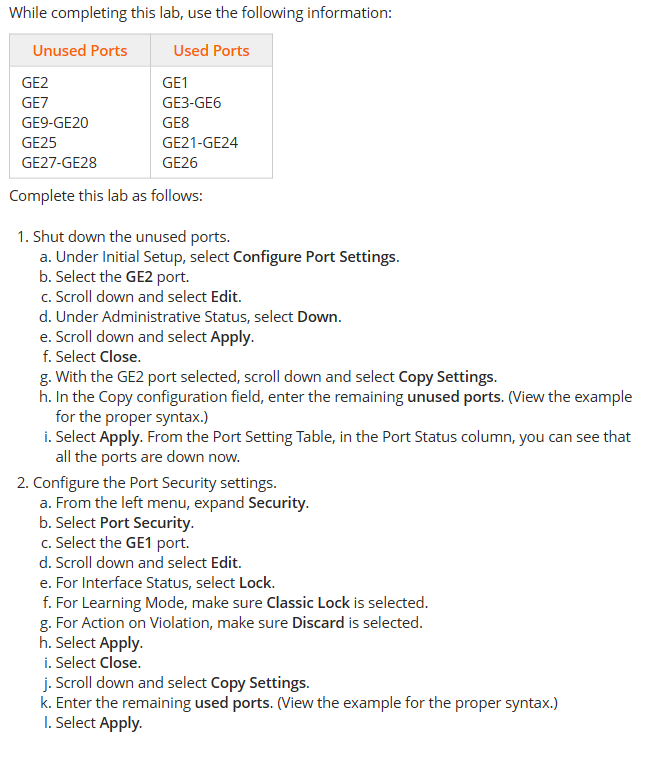 While completing this lab, use the following information:
Unused Ports Used Ports
GE2 GE1
GE7 GE3-GE6
GE9-GE20 GE8
GE25 GE21-GE24
GE27-GE28 GE26
Complete this lab as follows:
1. Shut down the unused ports.
a. Under Initial Setup, select Configure Port Settings.
b. Select the GE2 port.
c. Scroll down and select Edit.
d. Under Administrative Status, select Down.
e. Scroll down and select Apply.
f. Select Close.
g. With the GE2 port selected, scroll down and select Copy Settings.
h. In the Copy configuration field, enter the remaining unused ports. (View the example
for the proper syntax.)
i. Select Apply. From the Port Setting Table, in the Port Status column, you can see that
all the ports are down now.
2. Configure the Port Security settings.
a. From the left menu, expand Security.
b. Select Port Security.
c. Select the GE1 port.
d. Scroll down and select Edit.
e. For Interface Status, select Lock.
f. For Learning Mode, make sure Classic Lock is selected.
g. For Action on Violation, make sure Discard is selected.
h. Select Apply.
i. Select Close.
j. Scroll down and select Copy Settings.
k. Enter the remaining used ports. (View the example for the proper syntax.)
l. Select Apply.